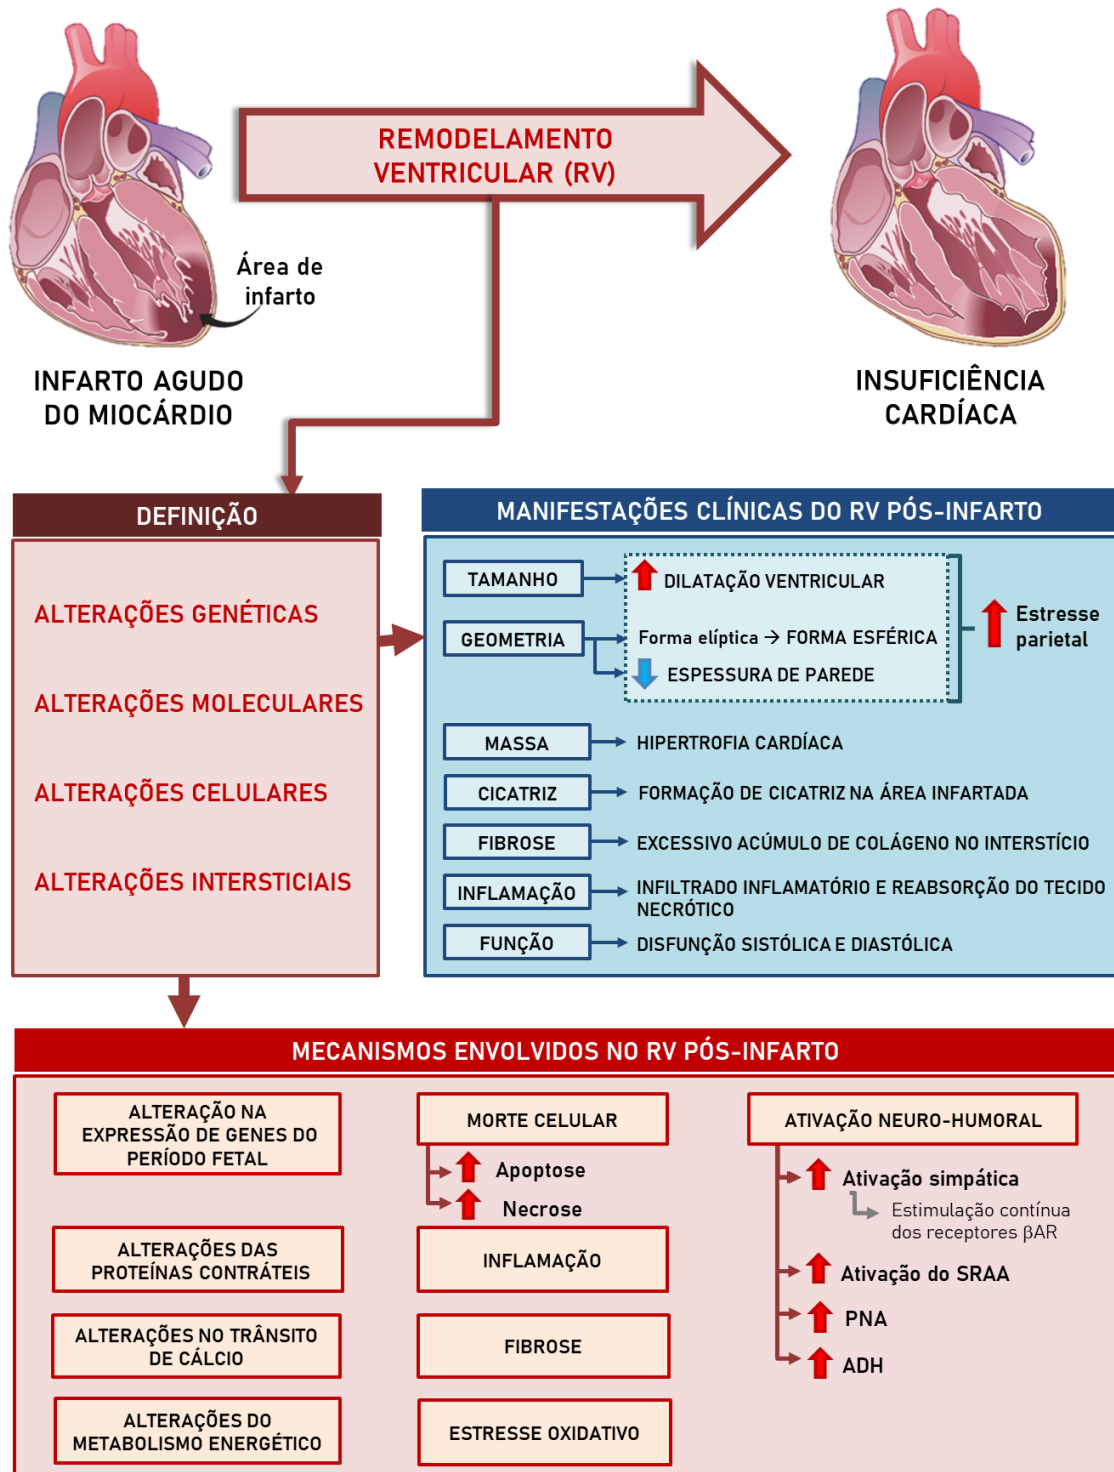 REMODELAMENTO
VENTRICULAR (RV)
Área de
infarto
INFARTO AGUDO
DO MIOCÁRDIO
INSUFICIÊNCIA
CARDÍACA
DEFINIÇÃO
ALTERAÇÕES GENÉTICAS
ALTERAÇÕES MOLECULARES
ALTERAÇÕES CELULARES
ALTERAÇÕES INTERSTICIAIS
MANIFESTAÇÕES CLÍNICAS DO RV PÓS-INFARTO
TAMANHO
DILATAÇÃO VENTRICULAR
GEOMETRIA
Forma elíptica → FORMA ESFÉRICA
ESPESSURA DE PAREDE
Estresse
parietal
MASSA
HIPERTROFIA CARDÍACA
CICATRIZ
FORMAÇÃO DE CICATRIZ NA ÁREA INFARTADA
FIBROSE
EXCESSIVO ACÚMULO DE COLÁGENO NO INTERSTÍCIO
INFLAMAÇÃO
INFILTRADO INFLAMATÓRIO E REABSORÇÃO DO TECIDO
NECRÓTICO
FUNÇÃO
DISFUNÇÃO SISTÓLICA E DIASTÓLICA
MECANISMOS ENVOLVIDOS NO RV PÓS-INFARTO
ALTERAÇÃO NA
EXPRESSÃO DE GENES DO
PERÍODO FETAL
ALTERAÇÕES DAS
PROTEÍNAS CONTRÁTEIS
ALTERAÇÕES NO TRÂNSITO
DE CÁLCIO
ALTERAÇÕES DO
METABOLISMO ENERGÉTICO
MORTE CELULAR
Apoptose
Necrose
INFLAMAÇÃO
FIBROSE
ESTRESSE OXIDATIVO
ATIVAÇÃO NEURO-HUMORAL
Ativação simpática
Estimulação contínua
dos receptores βAR
Ativação do SRAA
PNA
ADH